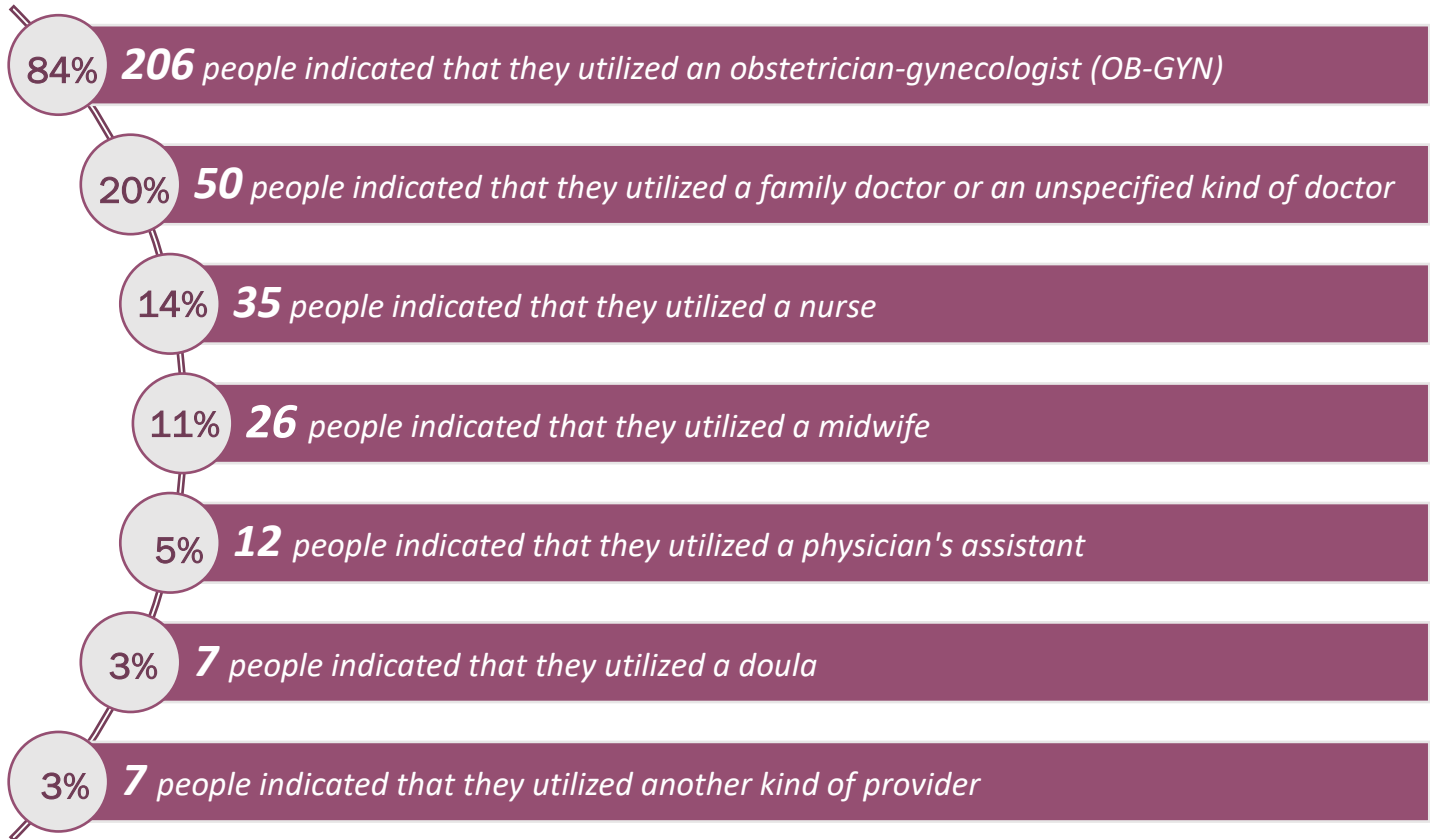 84% 206 people indicated that they utilized an obstetrician-gynecologist (OB-GYN)
20% 50 people indicated that they utilized a family doctor or an unspecified kind of doctor
14% 35 people indicated that they utilized a nurse
11% 26 people indicated that they utilized a midwife
5% 12 people indicated that they utilized a physician's assistant
3% 7 people indicated that they utilized a doula
3% 7 people indicated that they utilized another kind of provider